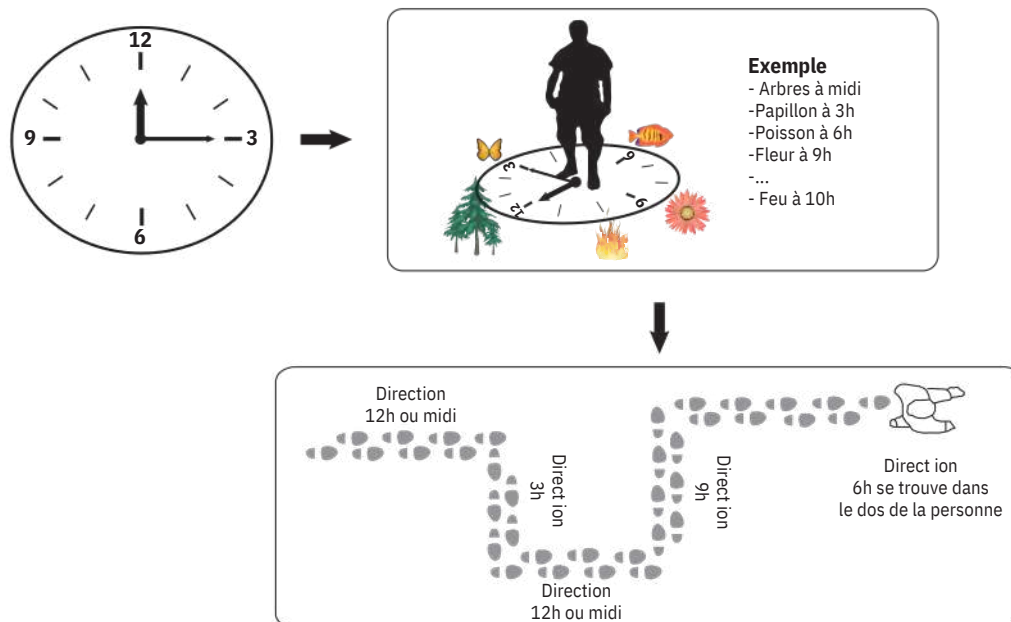 12
9
3
6
Exemple
- Arbres à midi
-Papillon à 3h
-Poisson à 6h
-Fleur à 9h
-...
- Feu à 10h
3
6
12
9
Direction
12h ou midi
Direct ion
3h
Direction
12h ou midi
Direct ion
9h
Direct ion
6h se trouve dans
le dos de la personne